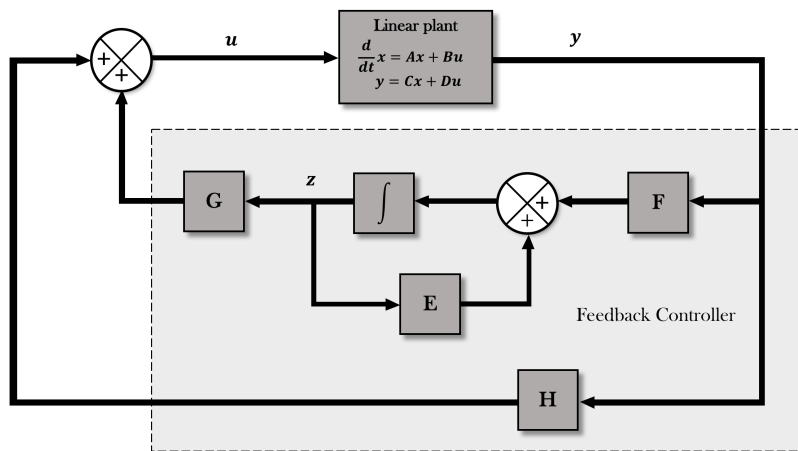 Linear plant
d/dt x = Ax + Bu
y = Cx + Du
u
y
+
+
G
z
∫
+
+
F
E
Feedback Controller
H